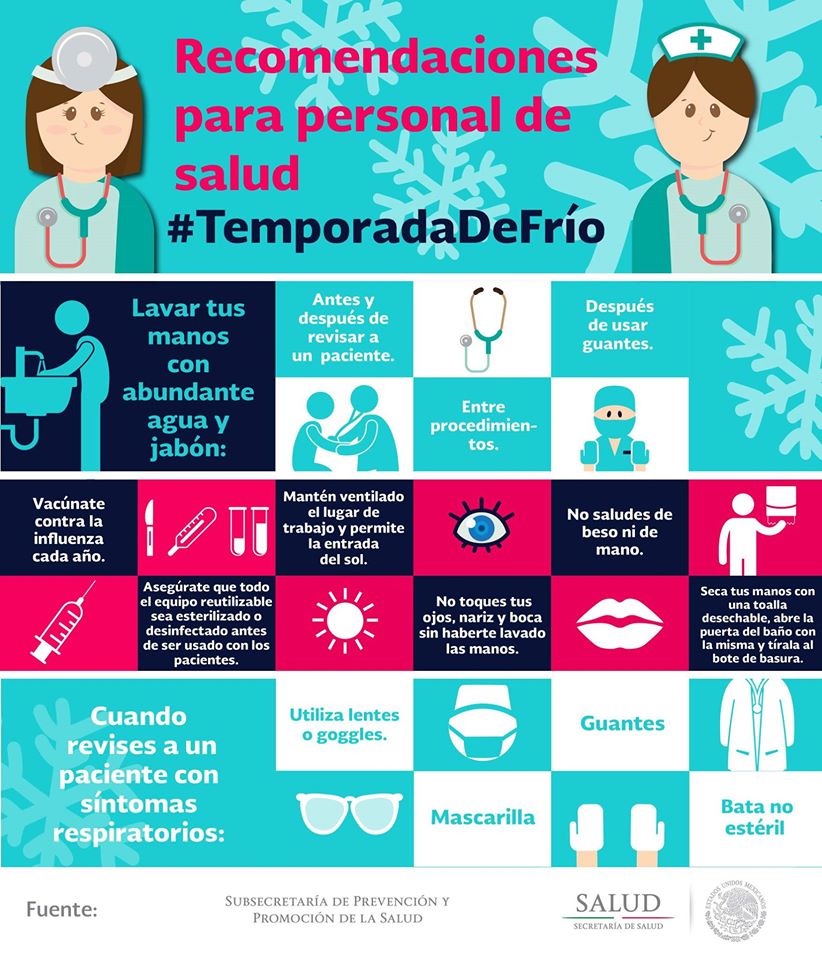 Recomendaciones
para personal de
salud
#TemporadaDeFrío
Lavar tus
manos
con
abundante
agua y
jabón:
Antes y
después de
revisar a
un paciente.
Entre
procedimien-
tos.
Después
de usar
guantes.
Vacúnate
contra la
influenza
cada año.
Asegúrate que todo
el equipo reutilizable
sea esterilizado o
desinfectado antes
de ser usado con los
pacientes.
Mantén ventilado
el lugar de
trabajo y permite
la entrada
del sol.
No toques tus
ojos, nariz y boca
sin haberte lavado
las manos.
No saludes de
beso ni de
mano.
Seca tus manos con
una toalla
desechable, abre la
puerta del baño con
la misma y tírala al
bote de basura.
Cuando
revises a un
paciente con
síntomas
respiratorios:
Utiliza lentes
o goggles.
Mascarilla
Guantes
Bata no
estéril
Fuente:
SUBSECRETARÍA DE PREVENCIÓN Y
PROMOCIÓN DE LA SALUD
SALUD
SECRETARÍA DE SALUD
ESTADOS UNIDOS MEXICANOS